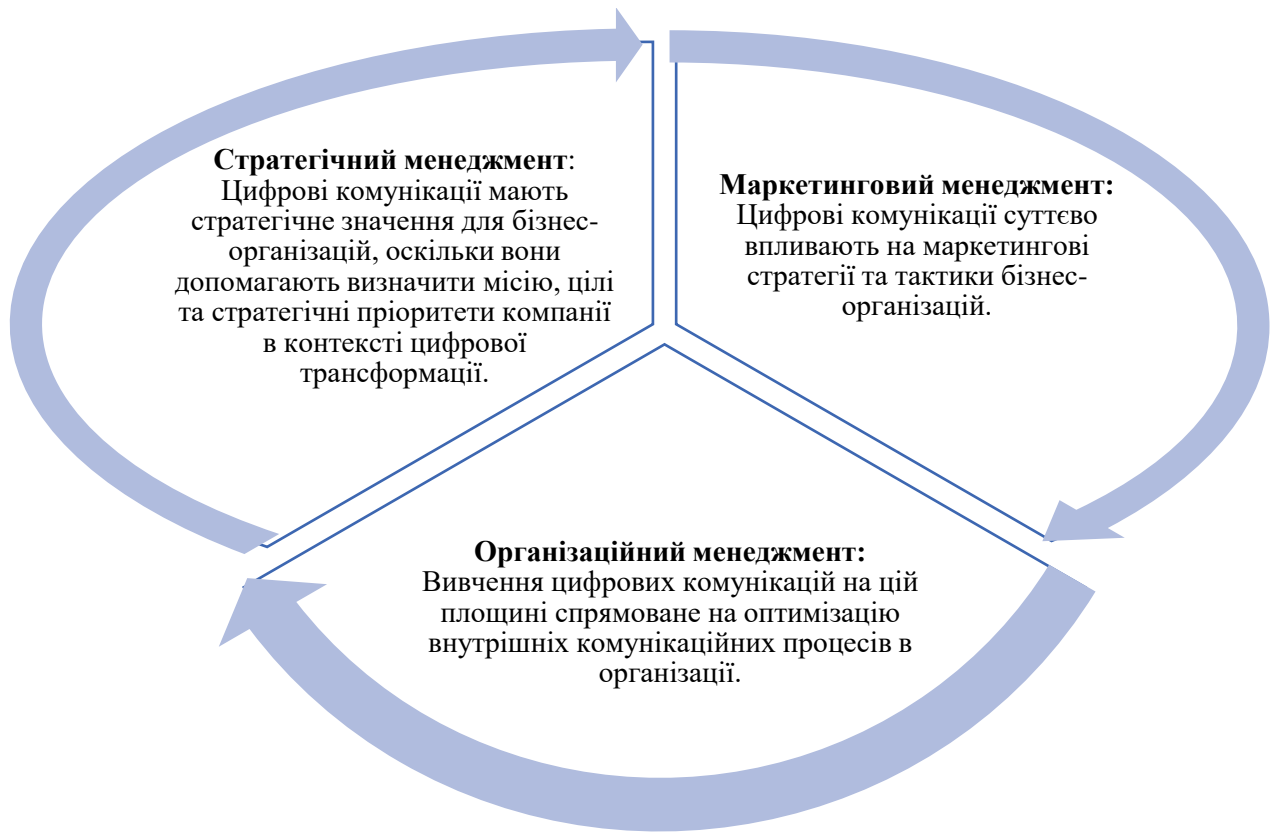 Стратегічний менеджмент:
Цифрові комунікації мають
стратегічне значення для бізнес-
організацій, оскільки вони
допомагають визначити місію, цілі
та стратегічні пріоритети компанії
в контексті цифрової
трансформації.
Маркетинговий менеджмент:
Цифрові комунікації суттєво
впливають на маркетингові
стратегії та тактики бізнес-
організацій.
Організаційний менеджмент:
Вивчення цифрових комунікацій на цій
площині спрямоване на оптимізацію
внутрішніх комунікаційних процесів в
організації.